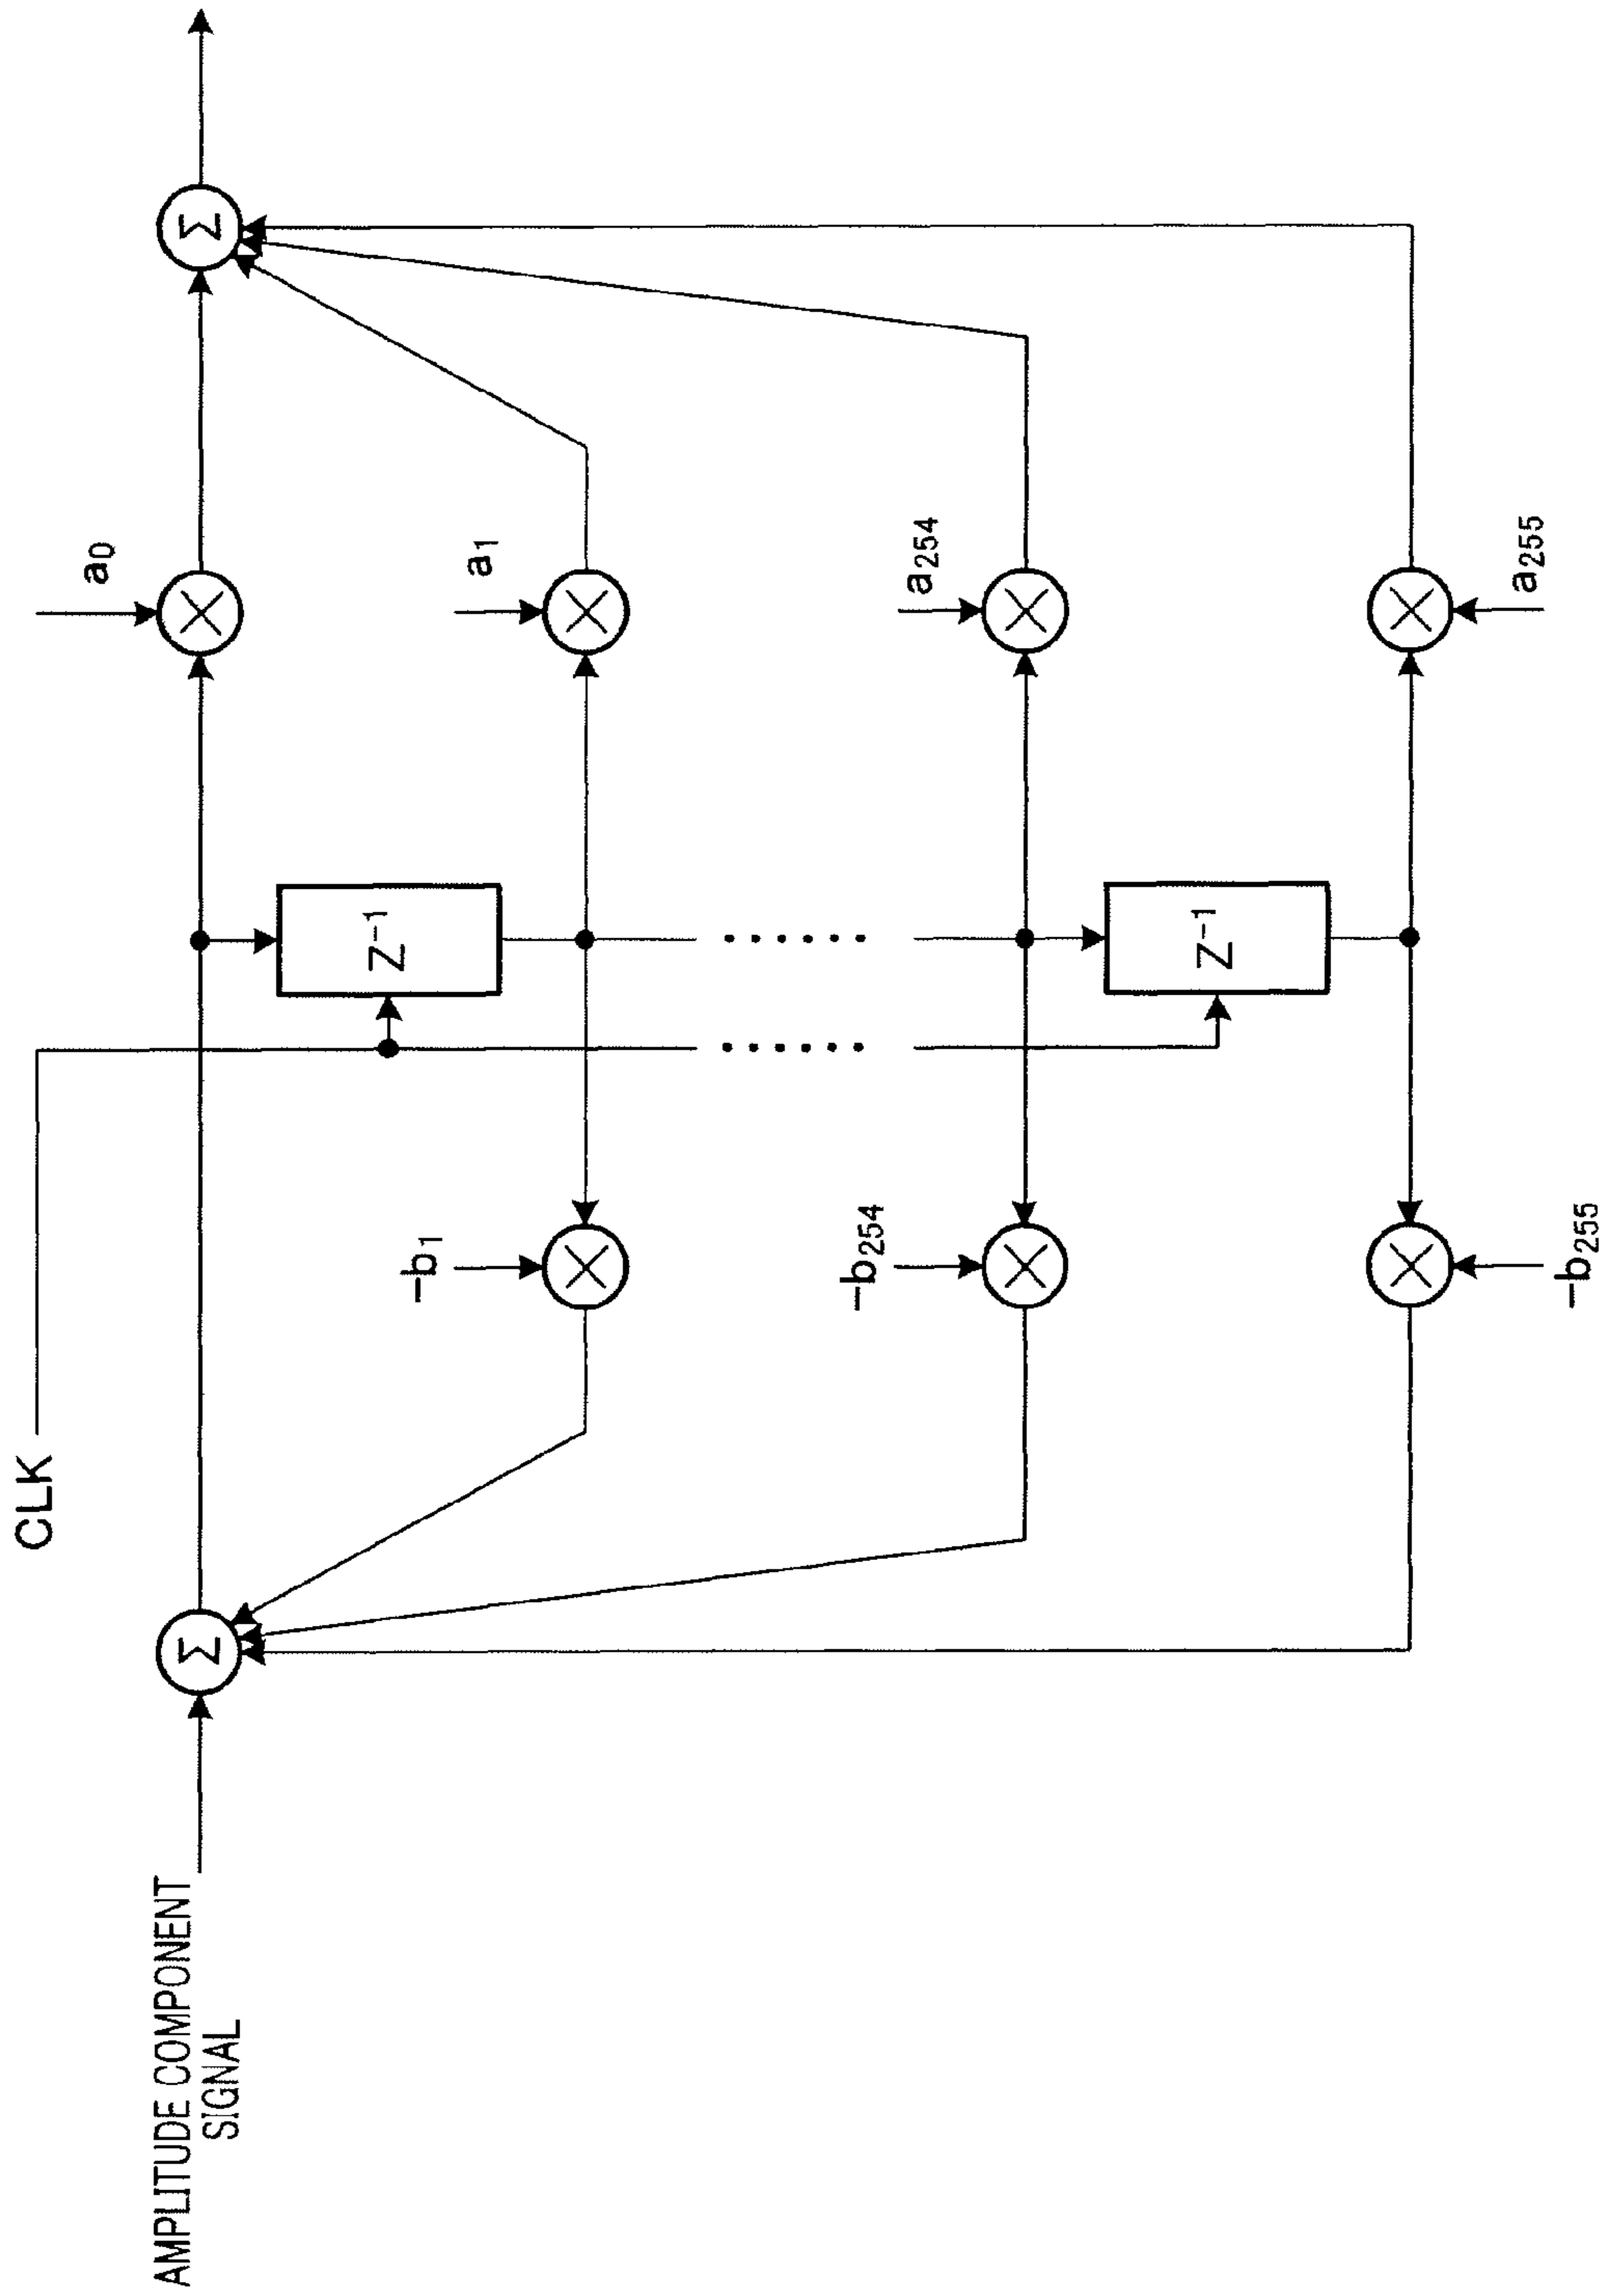 CLK
AMPLITUDE COMPONENT
SIGNAL
Σ
Σ
a0
Z⁻¹
-b1
a1
-b254
a254
Z⁻¹
-b255
a255